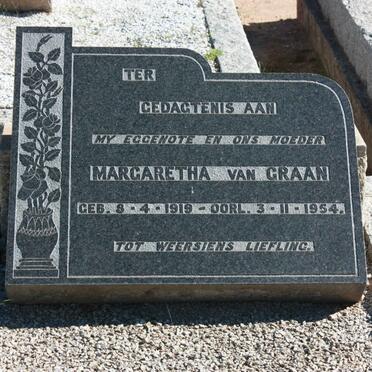 TER
GEDAGTENIS AAN
MY EGGENOTE EN ONS MOEDER
MARGARETHA VAN GRAAN
GEB. 8-4-1919 - OORL. 3-11-1954.
TOT WEERSIENS LIEFLING.